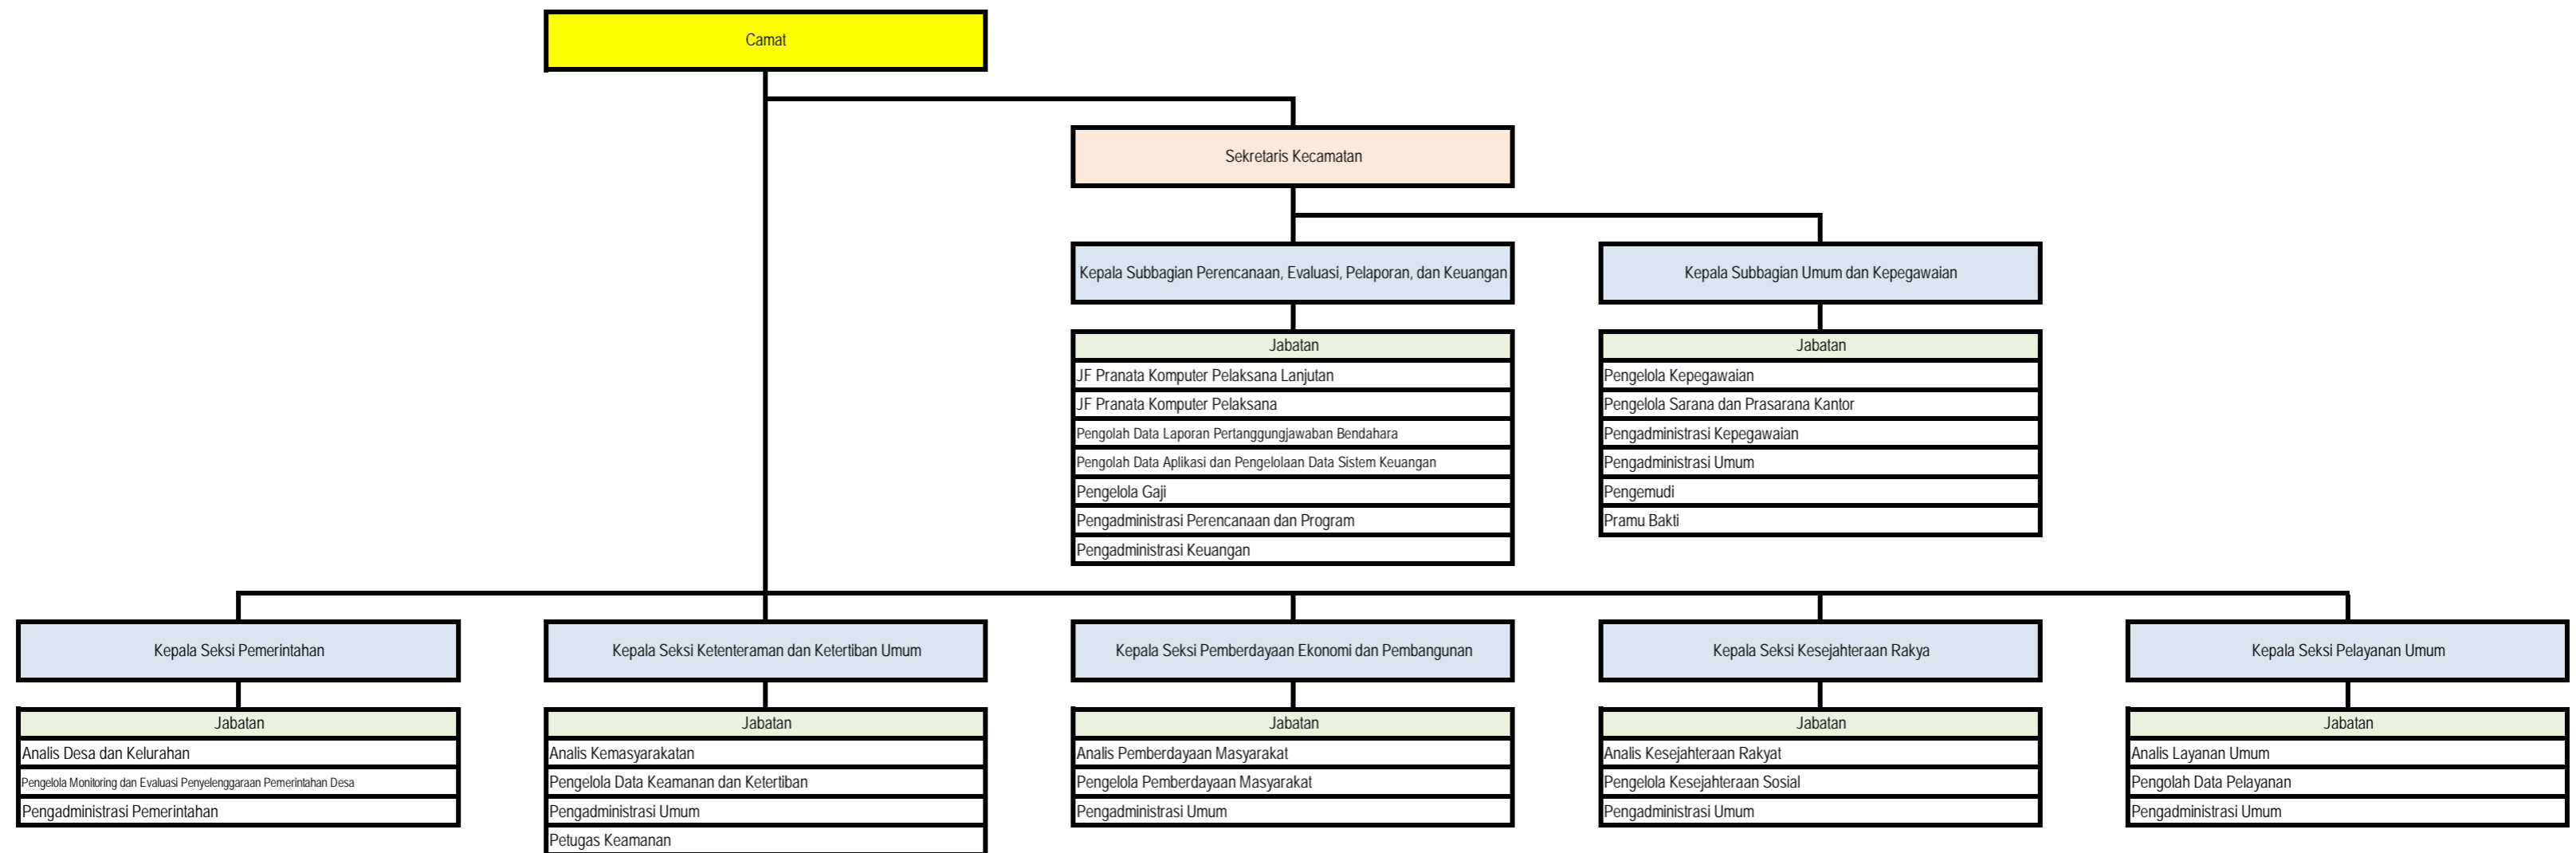 Camat
Sekretaris Kecamatan
Kepala Subbagian Perencanaan, Evaluasi, Pelaporan, dan Keuangan
Kepala Subbagian Umum dan Kepegawaian
Jabatan
JF Pranata Komputer Pelaksana Lanjutan
JF Pranata Komputer Pelaksana
Pengolah Data Laporan Pertanggungjawaban Bendahara
Pengolah Data Aplikasi dan Pengelolaan Data Sistem Keuangan
Pengelola Gaji
Pengadministrasi Perencanaan dan Program
Pengadministrasi Keuangan
Jabatan
Pengelola Kepegawaian
Pengelola Sarana dan Prasarana Kantor
Pengadministrasi Kepegawaian
Pengadministrasi Umum
Pengemudi
Pramu Bakti
Kepala Seksi Pemerintahan
Kepala Seksi Ketenteraman dan Ketertiban Umum
Kepala Seksi Pemberdayaan Ekonomi dan Pembangunan
Kepala Seksi Kesejahteraan Rakya
Kepala Seksi Pelayanan Umum
Jabatan
Analis Desa dan Kelurahan
Pengelola Monitoring dan Evaluasi Penyelenggaraan Pemerintahan Desa
Pengadministrasi Pemerintahan
Jabatan
Analis Kemasyarakatan
Pengelola Data Keamanan dan Ketertiban
Pengadministrasi Umum
Petugas Keamanan
Jabatan
Analis Pemberdayaan Masyarakat
Pengelola Pemberdayaan Masyarakat
Pengadministrasi Umum
Jabatan
Analis Kesejahteraan Rakyat
Pengelola Kesejahteraan Sosial
Pengadministrasi Umum
Jabatan
Analis Layanan Umum
Pengolah Data Pelayanan
Pengadministrasi Umum